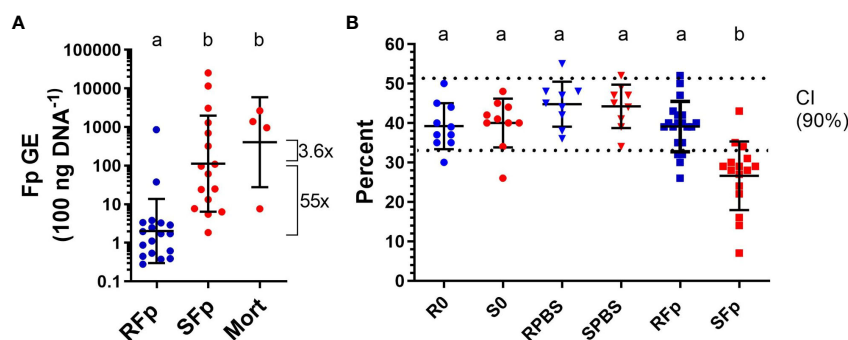 A
a b b
Fp GE
(100 ng DNA⁻¹)
100000
10000
1000
100
10
1
0.1
3.6x
55x
RFp SFp Mort
B
a a a a a b
Percent
60
50
40
30
20
10
0
CI
(90%)
R0 S0 RPBS SPBS RFp SFp